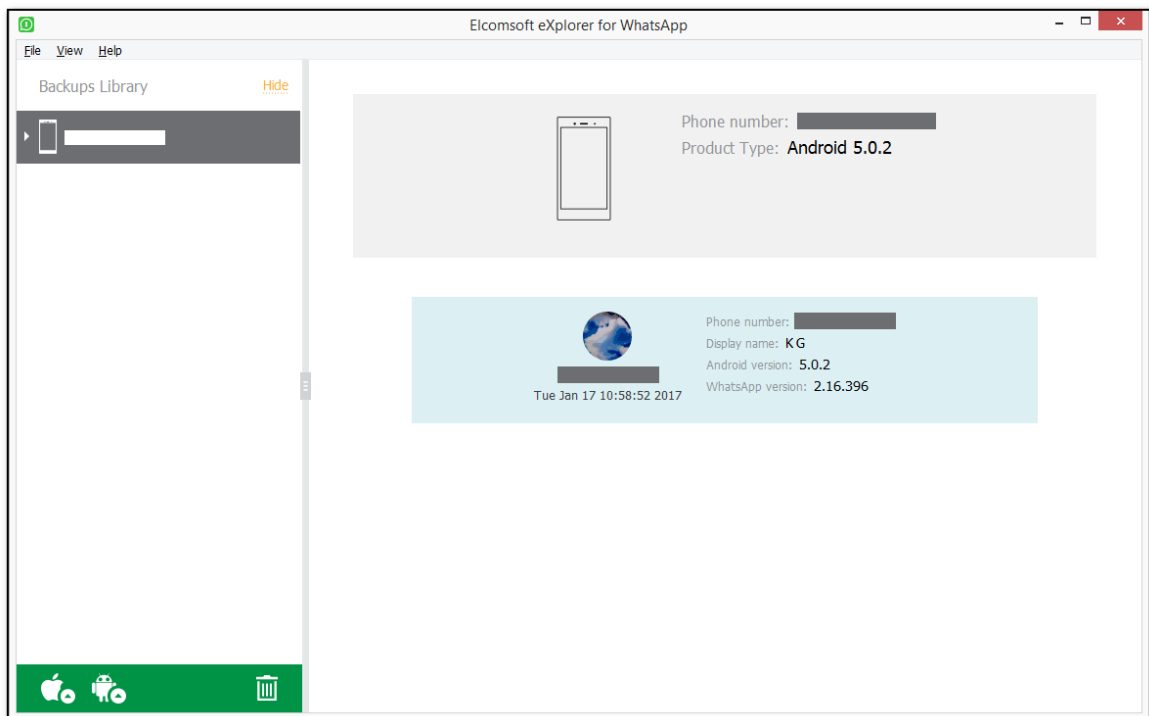 Elcomsoft eXplorer for WhatsApp
File View Help
Backups Library Hide
Phone number:
Product Type: Android 5.0.2
Phone number:
Display name: K G
Android version: 5.0.2
WhatsApp version: 2.16.396
Tue Jan 17 10:58:52 2017